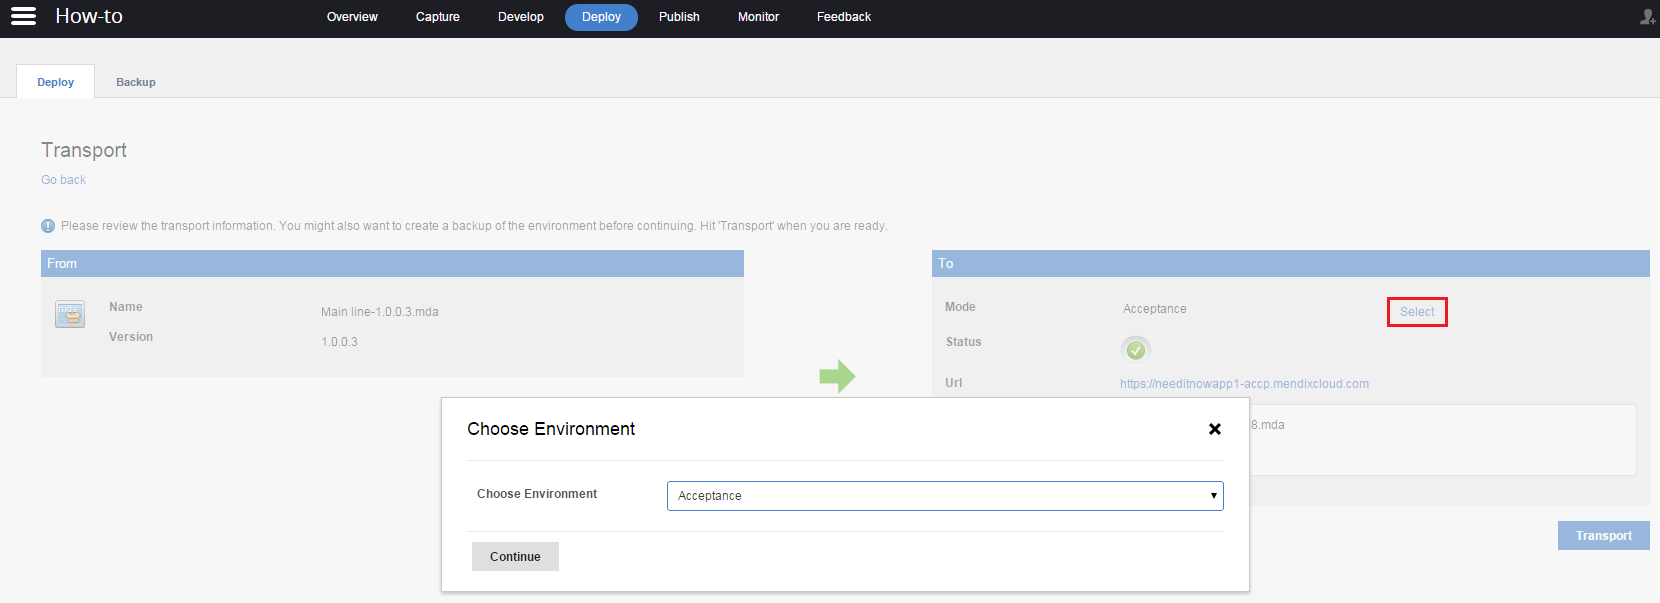 How-to Overview Capture Develop Deploy Publish Monitor Feedback
Deploy Backup
Transport
Go back
Please review the transport information. You might also want to create a backup of the environment before continuing. Hit 'Transport' when you are ready.
From
mda
Name Main line-1.0.0.3.mda
Version 1.0.0.3
To
Mode Acceptance Select
Status
Url https://needitnowapp1-accp.mendixcloud.com
8.mda
Choose Environment
Choose Environment Acceptance
Continue
Transport